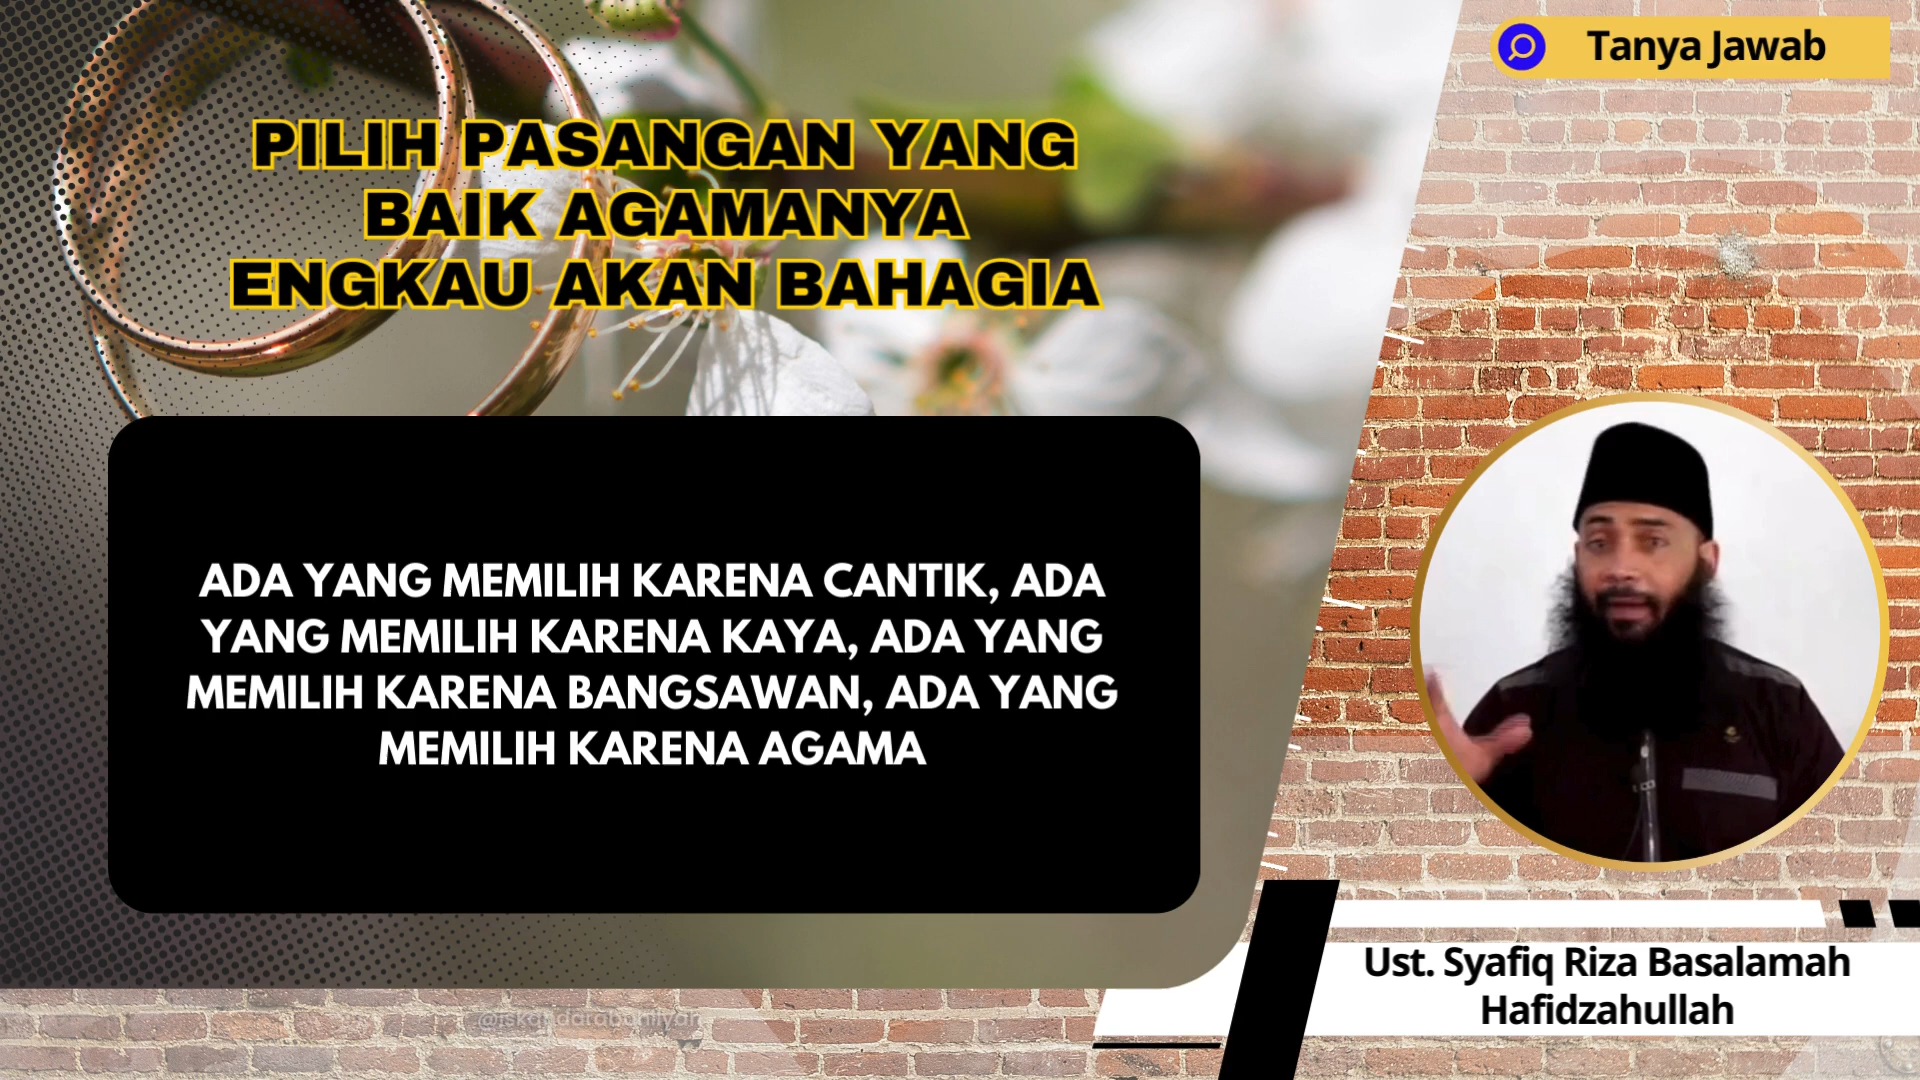 Tanya Jawab
PILIH PASANGAN YANG
BAIK AGAMANYA
ENGKAU AKAN BAHAGIA
ADA YANG MEMILIH KARENA CANTIK, ADA
YANG MEMILIH KARENA KAYA, ADA YANG
MEMILIH KARENA BANGSAWAN, ADA YANG
MEMILIH KARENA AGAMA
Ust. Syafiq Riza Basalamah
Hafidzahullah